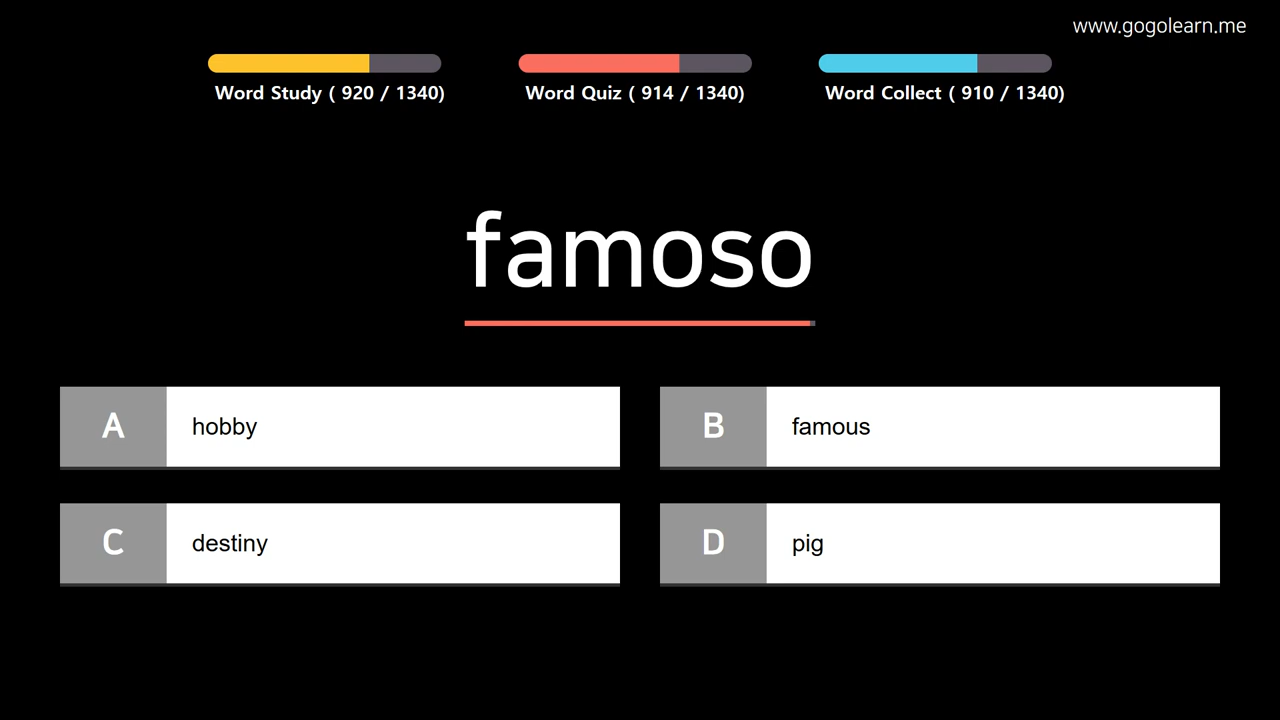 www.gogolearn.me
Word Study ( 920 / 1340)
Word Quiz ( 914 / 1340)
Word Collect ( 910 / 1340)
famoso
A hobby
B famous
C destiny
D pig